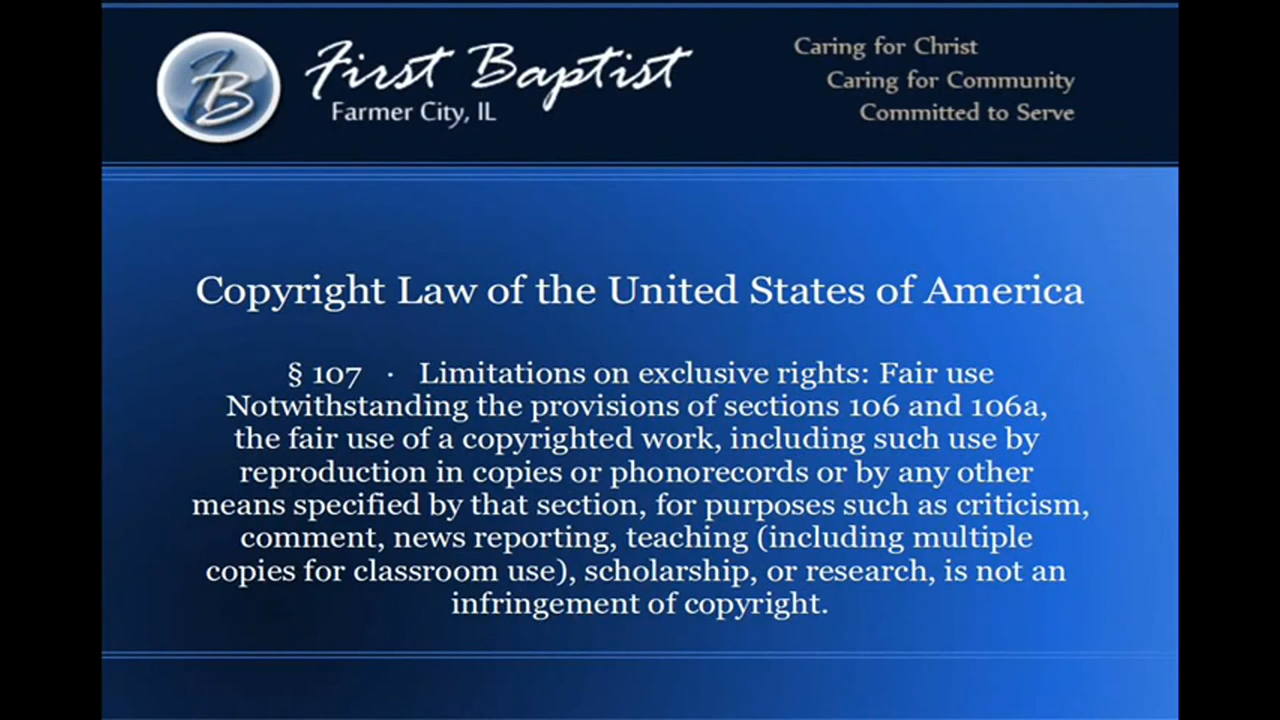 FB
First Baptist
Farmer City, IL
Caring for Christ
Caring for Community
Committed to Serve
Copyright Law of the United States of America
§ 107 · Limitations on exclusive rights: Fair use
Notwithstanding the provisions of sections 106 and 106a,
the fair use of a copyrighted work, including such use by
reproduction in copies or phonorecords or by any other
means specified by that section, for purposes such as criticism,
comment, news reporting, teaching (including multiple
copies for classroom use), scholarship, or research, is not an
infringement of copyright.